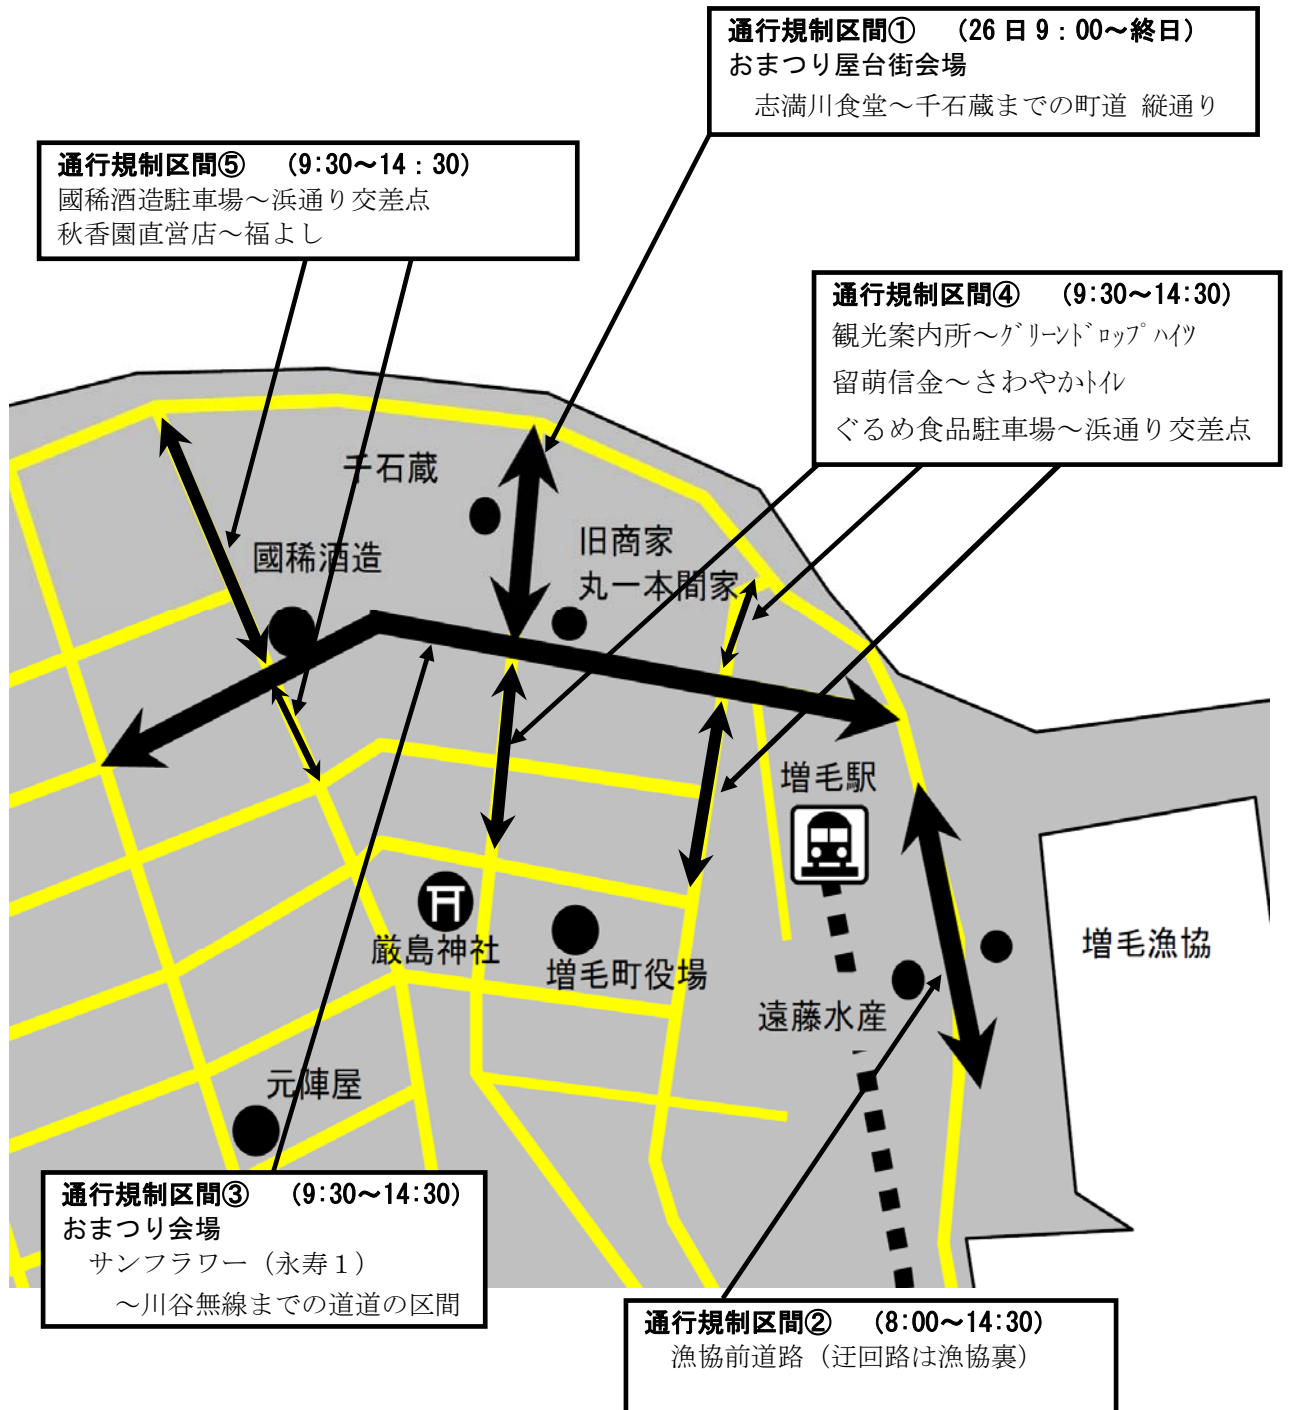 通行規制区間① （26日9：00～終日）
おまつり屋台街会場
志満川食堂～千石蔵までの町道 縦通り
通行規制区間⑤ （9:30～14：30）
國稀酒造駐車場～浜通り交差点
秋香園直営店～福よし
通行規制区間④ （9:30～14:30）
観光案内所～ｸﾞﾘｰﾝﾄﾞﾛｯﾌﾟﾊｲﾂ
留萌信金～さわやかﾄｲﾚ
ぐるめ食品駐車場～浜通り交差点
千石蔵
國稀酒造
旧商家
丸一本間家
増毛駅
厳島神社
増毛町役場
増毛漁協
遠藤水産
元陣屋
通行規制区間③ （9:30～14:30）
おまつり会場
サンフラワー（永寿１）
～川谷無線までの道道の区間
通行規制区間② （8:00～14:30）
漁協前道路（迂回路は漁協裏）